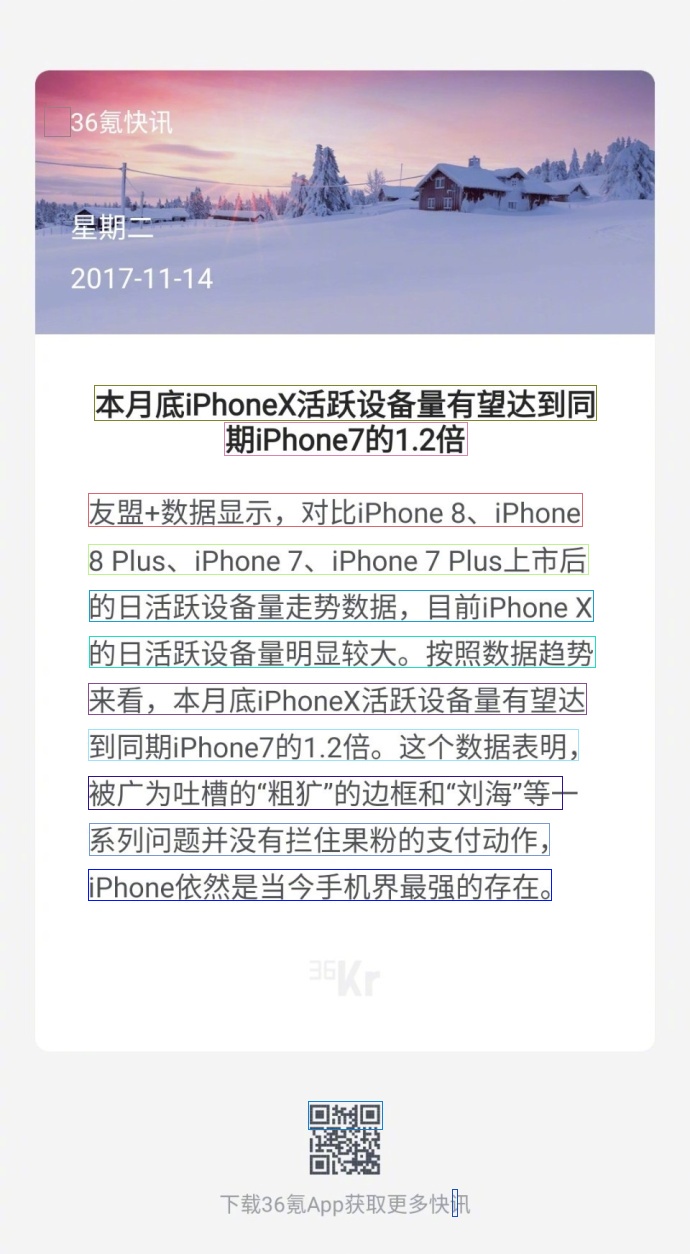 36氪快讯
星期二
2017-11-14
本月底iPhoneX活跃设备量有望达到同
期iPhone7的1.2倍
友盟+数据显示，对比iPhone 8、iPhone
8 Plus、iPhone 7、iPhone 7 Plus上市后
的日活跃设备量走势数据，目前iPhone X
的日活跃设备量明显较大。按照数据趋势
来看，本月底iPhoneX活跃设备量有望达
到同期iPhone7的1.2倍。这个数据表明，
被广为吐槽的“粗犷”的边框和“刘海”等一
系列问题并没有拦住果粉的支付动作，
iPhone依然是当今手机界最强的存在。
36Kr
下载36氪App获取更多快讯